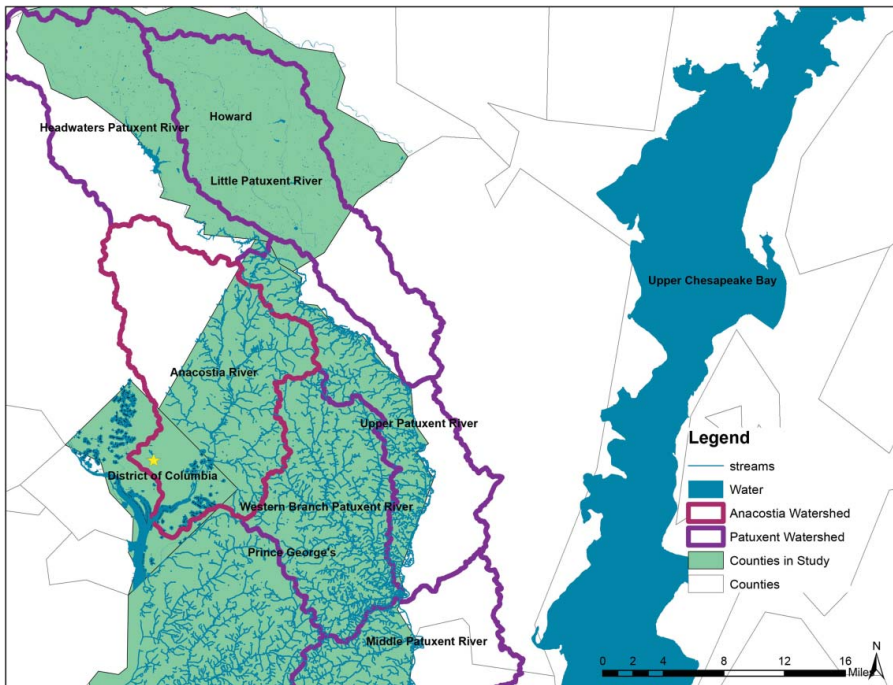 Howard
Headwaters Patuxent River
Little Patuxent River
Upper Chesapeake Bay
Anacostia River
Upper Patuxent River
District of Columbia
Western Branch Patuxent River
Prince George's
Middle Patuxent River
Legend
streams
Water
Anacostia Watershed
Patuxent Watershed
Counties in Study
Counties
N
0 2 4 8 12 16
Miles